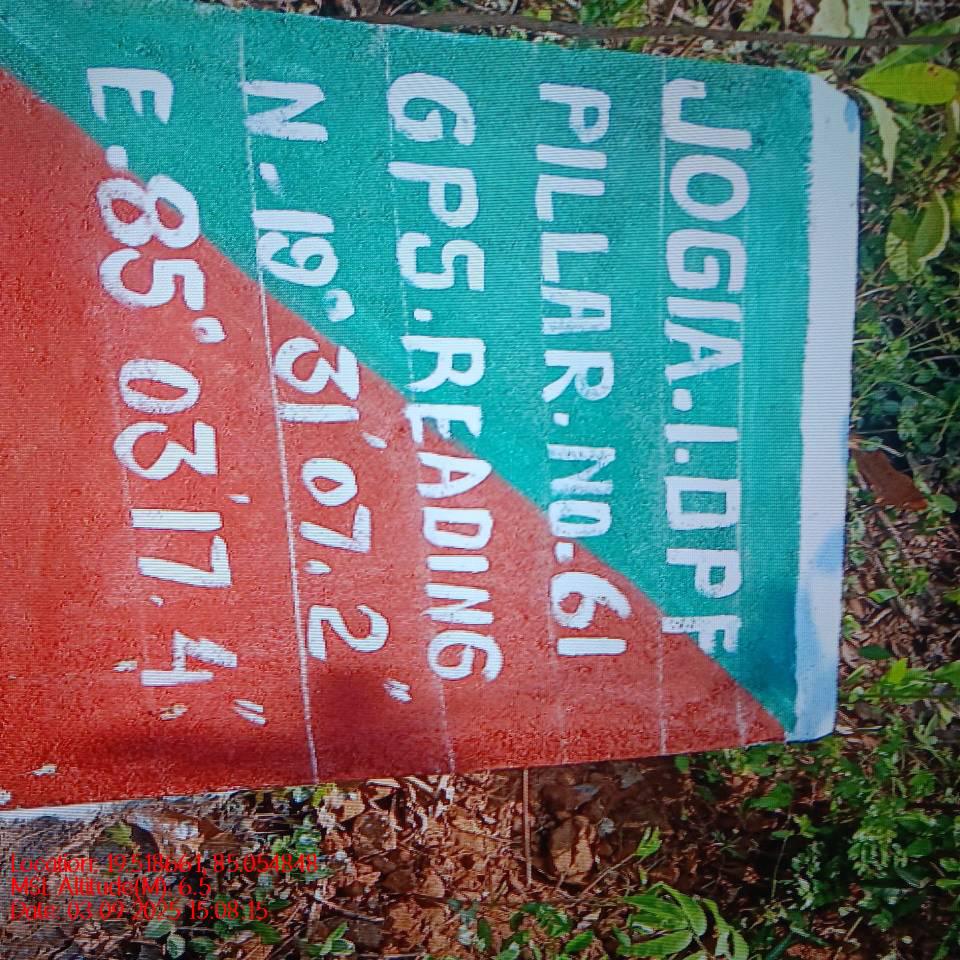 JOGIA.I.DPF
PILLAR.NO.61
GPS.READING
N.19°.31'07.2"
E.85°.03'17.4"
Location: 19.518661, 85.054848
Msl Altitude(M): 6.5
Date: 03-09-2025 15:08:15